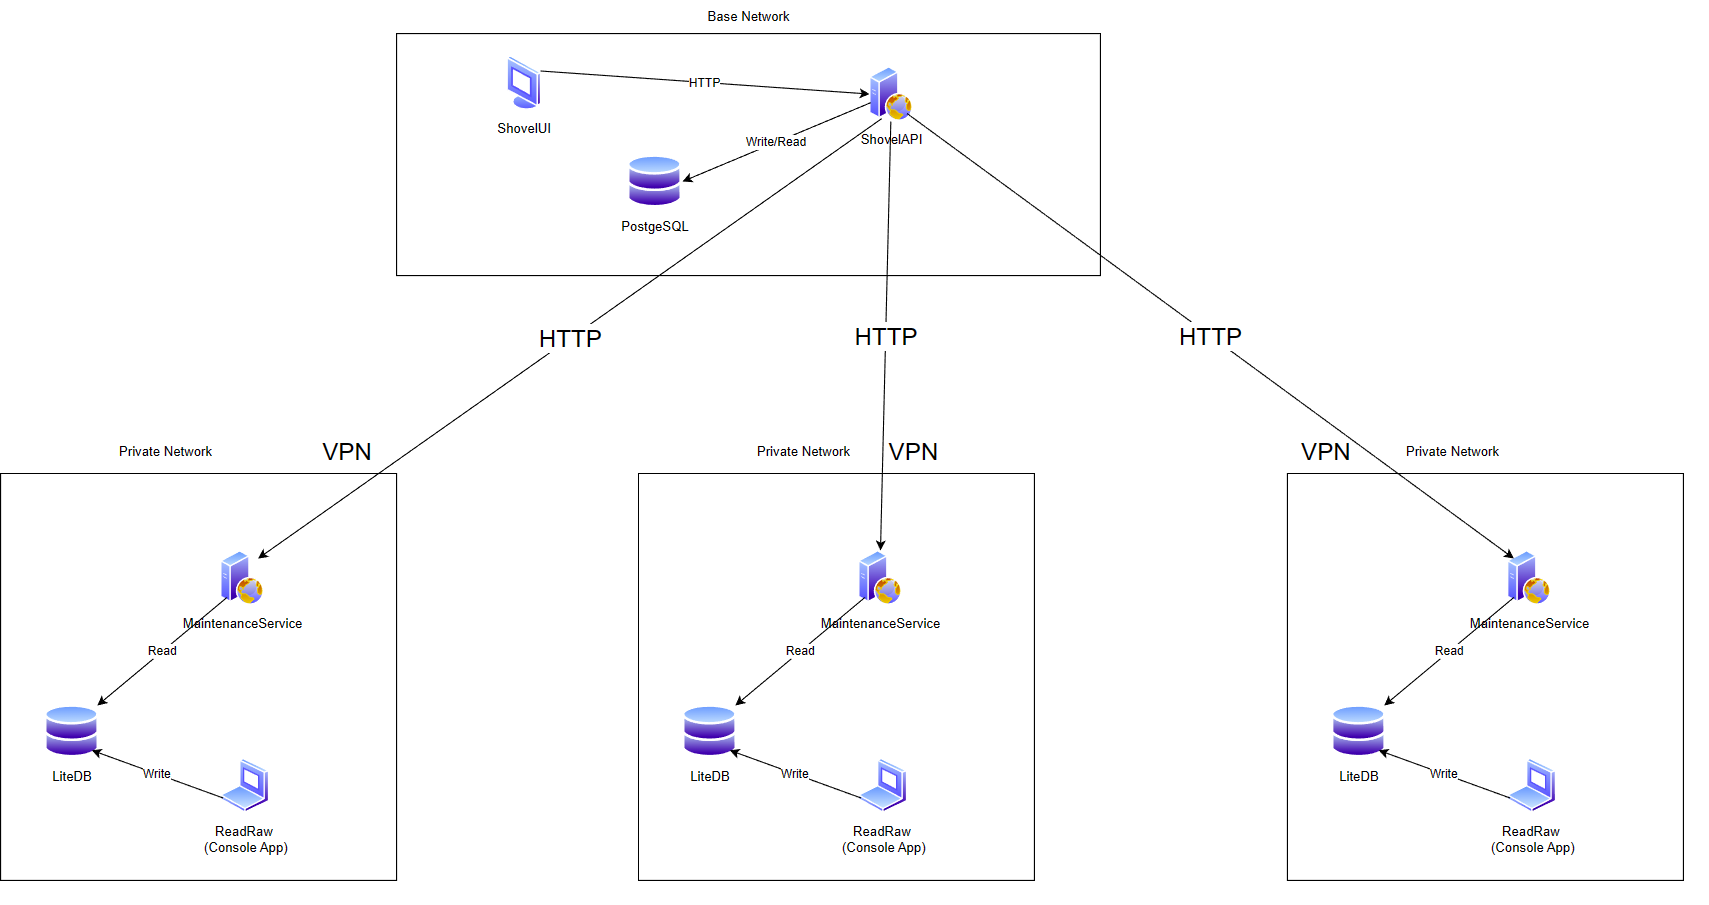 Base Network
HTTP
ShovelUI
ShovelAPI
Write/Read
PostgeSQL
HTTP
HTTP
HTTP
Private Network
VPN
Private Network
VPN
VPN
Private Network
MaintenanceService
MaintenanceService
MaintenanceService
Read
Read
Read
LiteDB
Write
LiteDB
Write
LiteDB
Write
ReadRaw
(Console App)
ReadRaw
(Console App)
ReadRaw
(Console App)